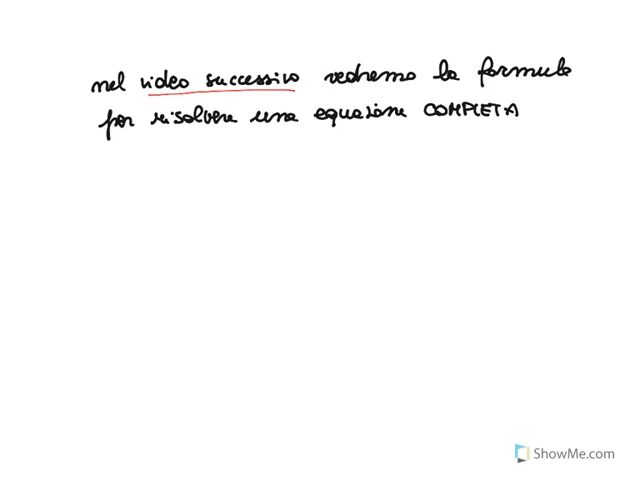 nel video successivo vedremo la formula
per risolvere una equazione COMPLETA
ShowMe.com